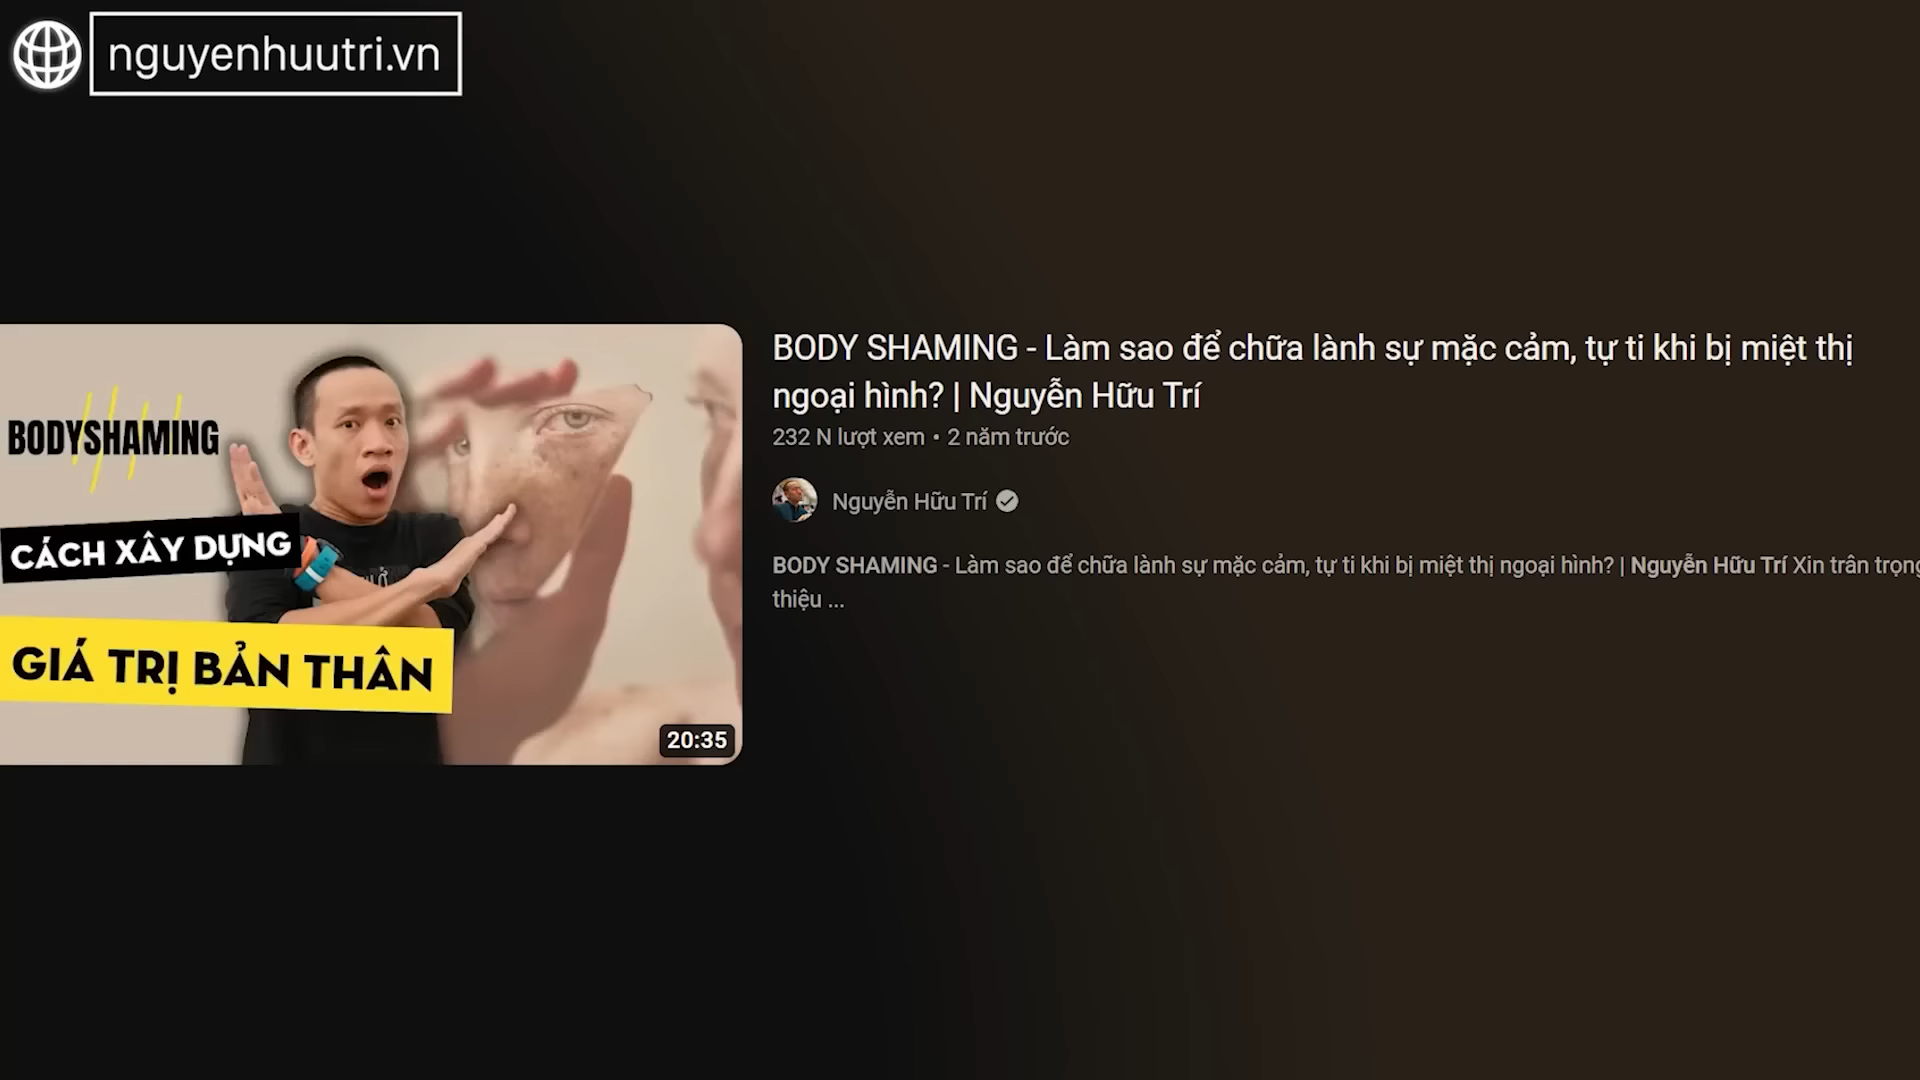 nguyenhuutri.vn
BODYSHAMING
CÁCH XÂY DỰNG
GIÁ TRỊ BẢN THÂN
20:35
BODY SHAMING - Làm sao để chữa lành sự mặc cảm, tự ti khi bị miệt thị
ngoại hình? | Nguyễn Hữu Trí
232 N lượt xem • 2 năm trước
Nguyễn Hữu Trí
BODY SHAMING - Làm sao để chữa lành sự mặc cảm, tự ti khi bị miệt thị ngoại hình? | Nguyễn Hữu Trí Xin trân trọng
thiệu ...